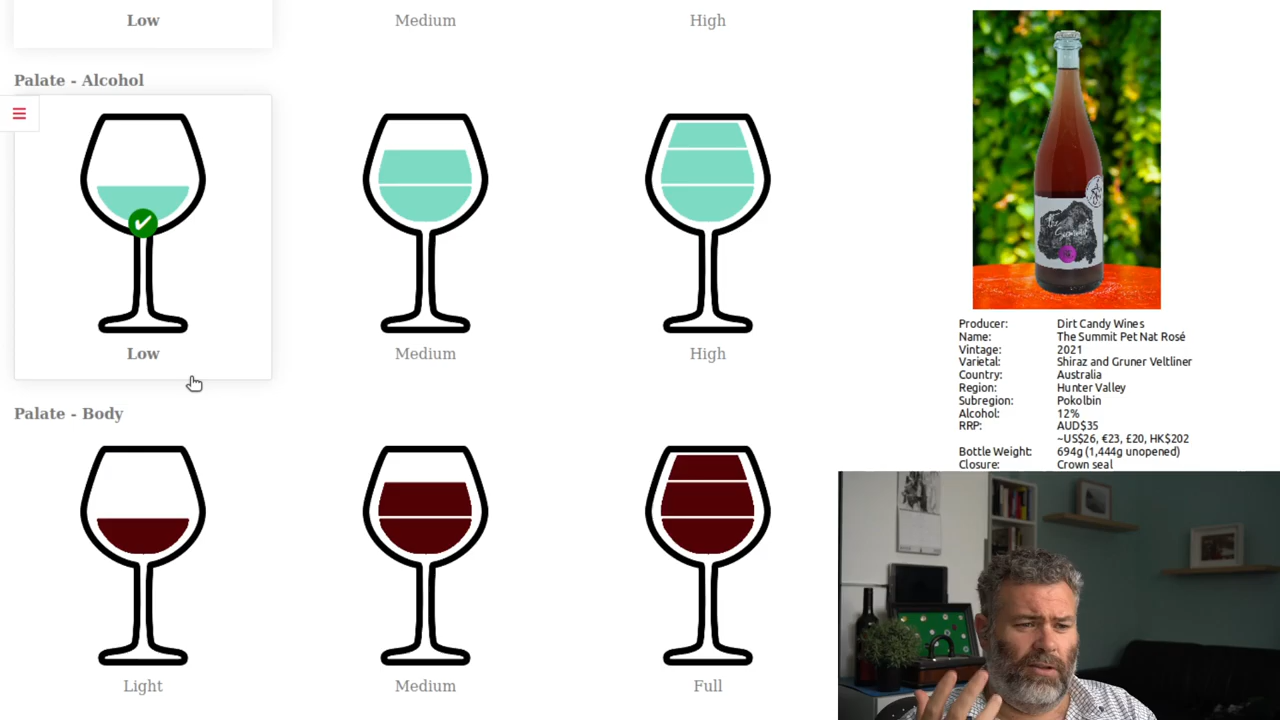 Low
Medium
High
Palate - Alcohol
Low
Medium
High
Palate - Body
Light
Medium
Full
the
Summit
Producer: Dirt Candy Wines
Name: The Summit Pet Nat Rosé
Vintage: 2021
Varietal: Shiraz and Gruner Veltliner
Country: Australia
Region: Hunter Valley
Subregion: Pokolbin
Alcohol: 12%
RRP: AUD$35
~US$26, €23, £20, HK$202
Bottle Weight: 694g (1,444g unopened)
Closure: Crown seal